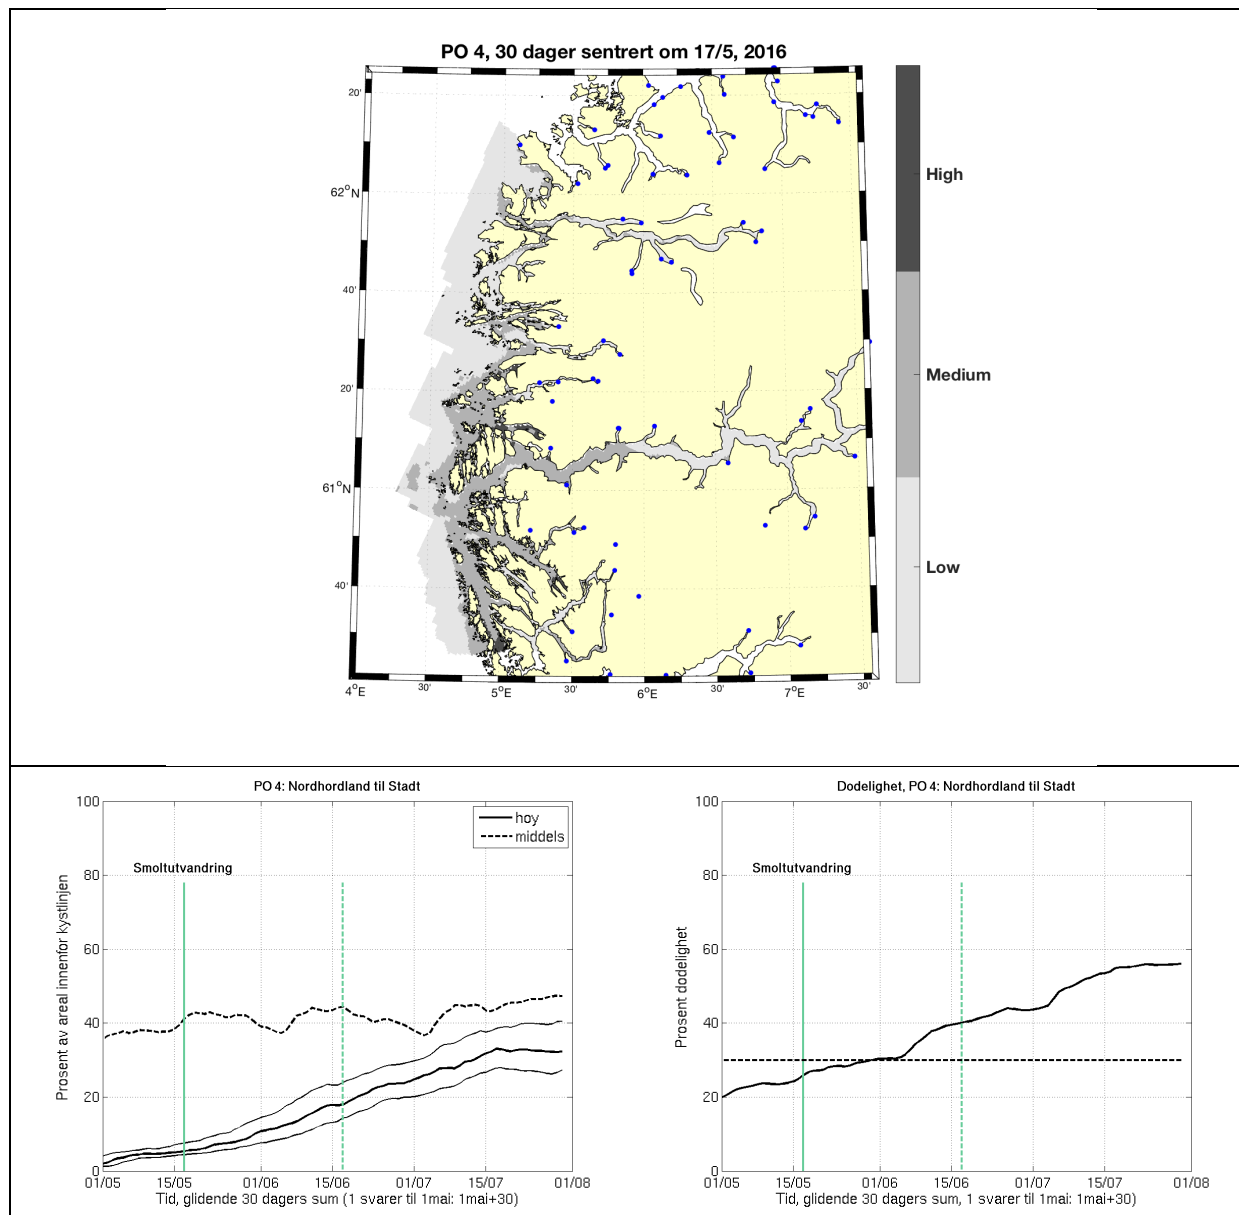 PO 4, 30 dager sentrert om 17/5, 2016
20'
62°N
40'
20'
61°N
40'
4°E
30'
5°E
30'
6°E
30'
7°E
30'
High
Medium
Low
PO 4: Nordhordland til Stadt
hoy
middels
Smoltutvandring
Prosent av areal innenfor kystlinjen
100
80
60
40
20
0
01/05
15/05
01/06
15/06
01/07
15/07
01/08
Tid, glidende 30 dagers sum (1 svarer til 1mai: 1mai+30)
Dodelighet, PO 4: Nordhordland til Stadt
Smoltutvandring
Prosent dodelighet
100
80
60
40
20
0
01/05
15/05
01/06
15/06
01/07
15/07
01/08
Tid, glidende 30 dagers sum, 1 svarer til 1mai: 1mai+30)